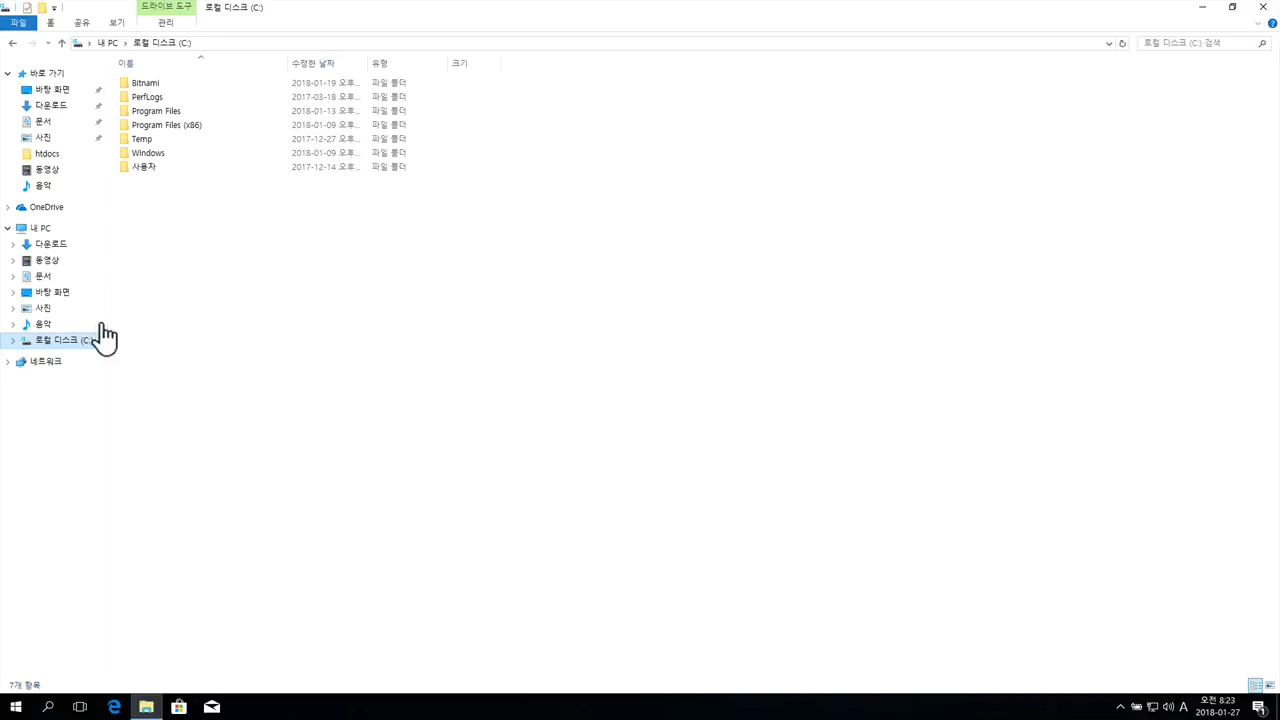 드라이브 도구
로컬 디스크 (C:)
파일
홈
공유
보기
관리
내 PC
로컬 디스크 (C:)
로컬 디스크 (C:) 검색
이름
수정한 날짜
유형
크기
바로 가기
바탕 화면
다운로드
문서
사진
htdocs
동영상
음악
OneDrive
내 PC
다운로드
동영상
문서
바탕 화면
사진
음악
로컬 디스크 (C:)
네트워크
Bitnami 2018-01-19 오후... 파일 폴더
PerfLogs 2017-03-18 오후... 파일 폴더
Program Files 2018-01-13 오후... 파일 폴더
Program Files (x86) 2018-01-09 오후... 파일 폴더
Temp 2017-12-27 오후... 파일 폴더
Windows 2018-01-09 오후... 파일 폴더
사용자 2017-12-14 오후... 파일 폴더
7개 항목
A
오전 8:23
2018-01-27
1